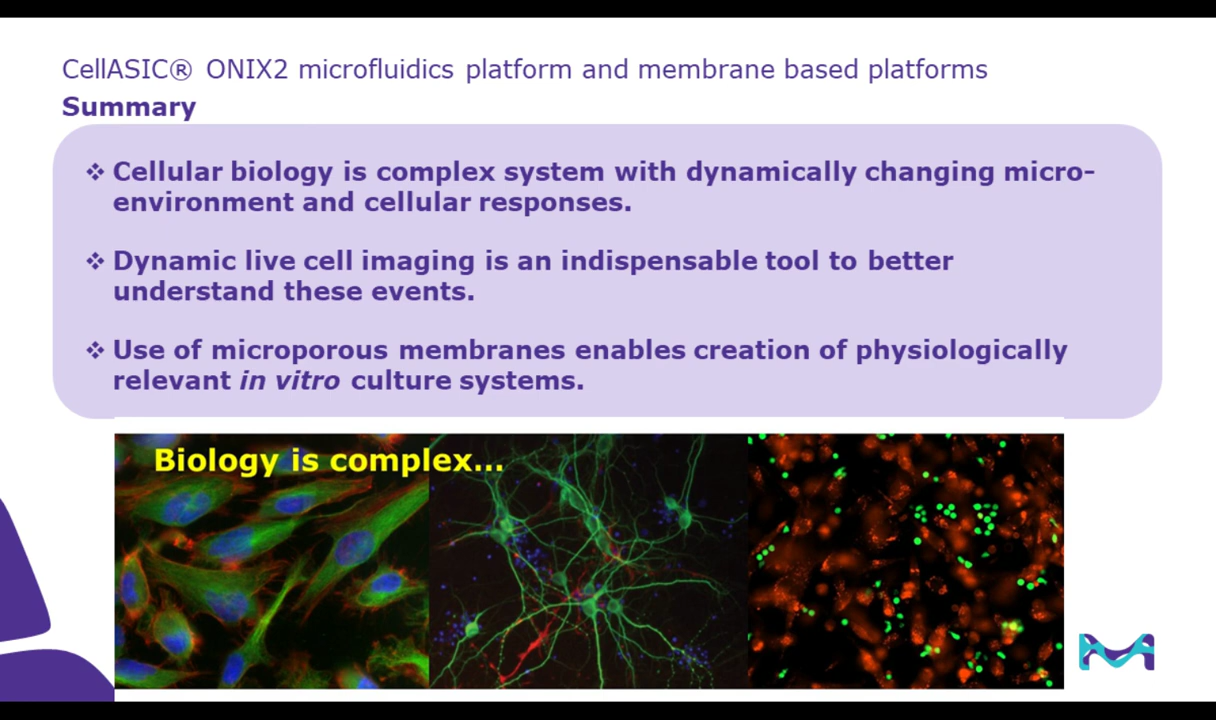 CellASIC® ONIX2 microfluidics platform and membrane based platforms
Summary
❖ Cellular biology is complex system with dynamically changing micro-
environment and cellular responses.
❖ Dynamic live cell imaging is an indispensable tool to better
understand these events.
❖ Use of microporous membranes enables creation of physiologically
relevant in vitro culture systems.
Biology is complex...